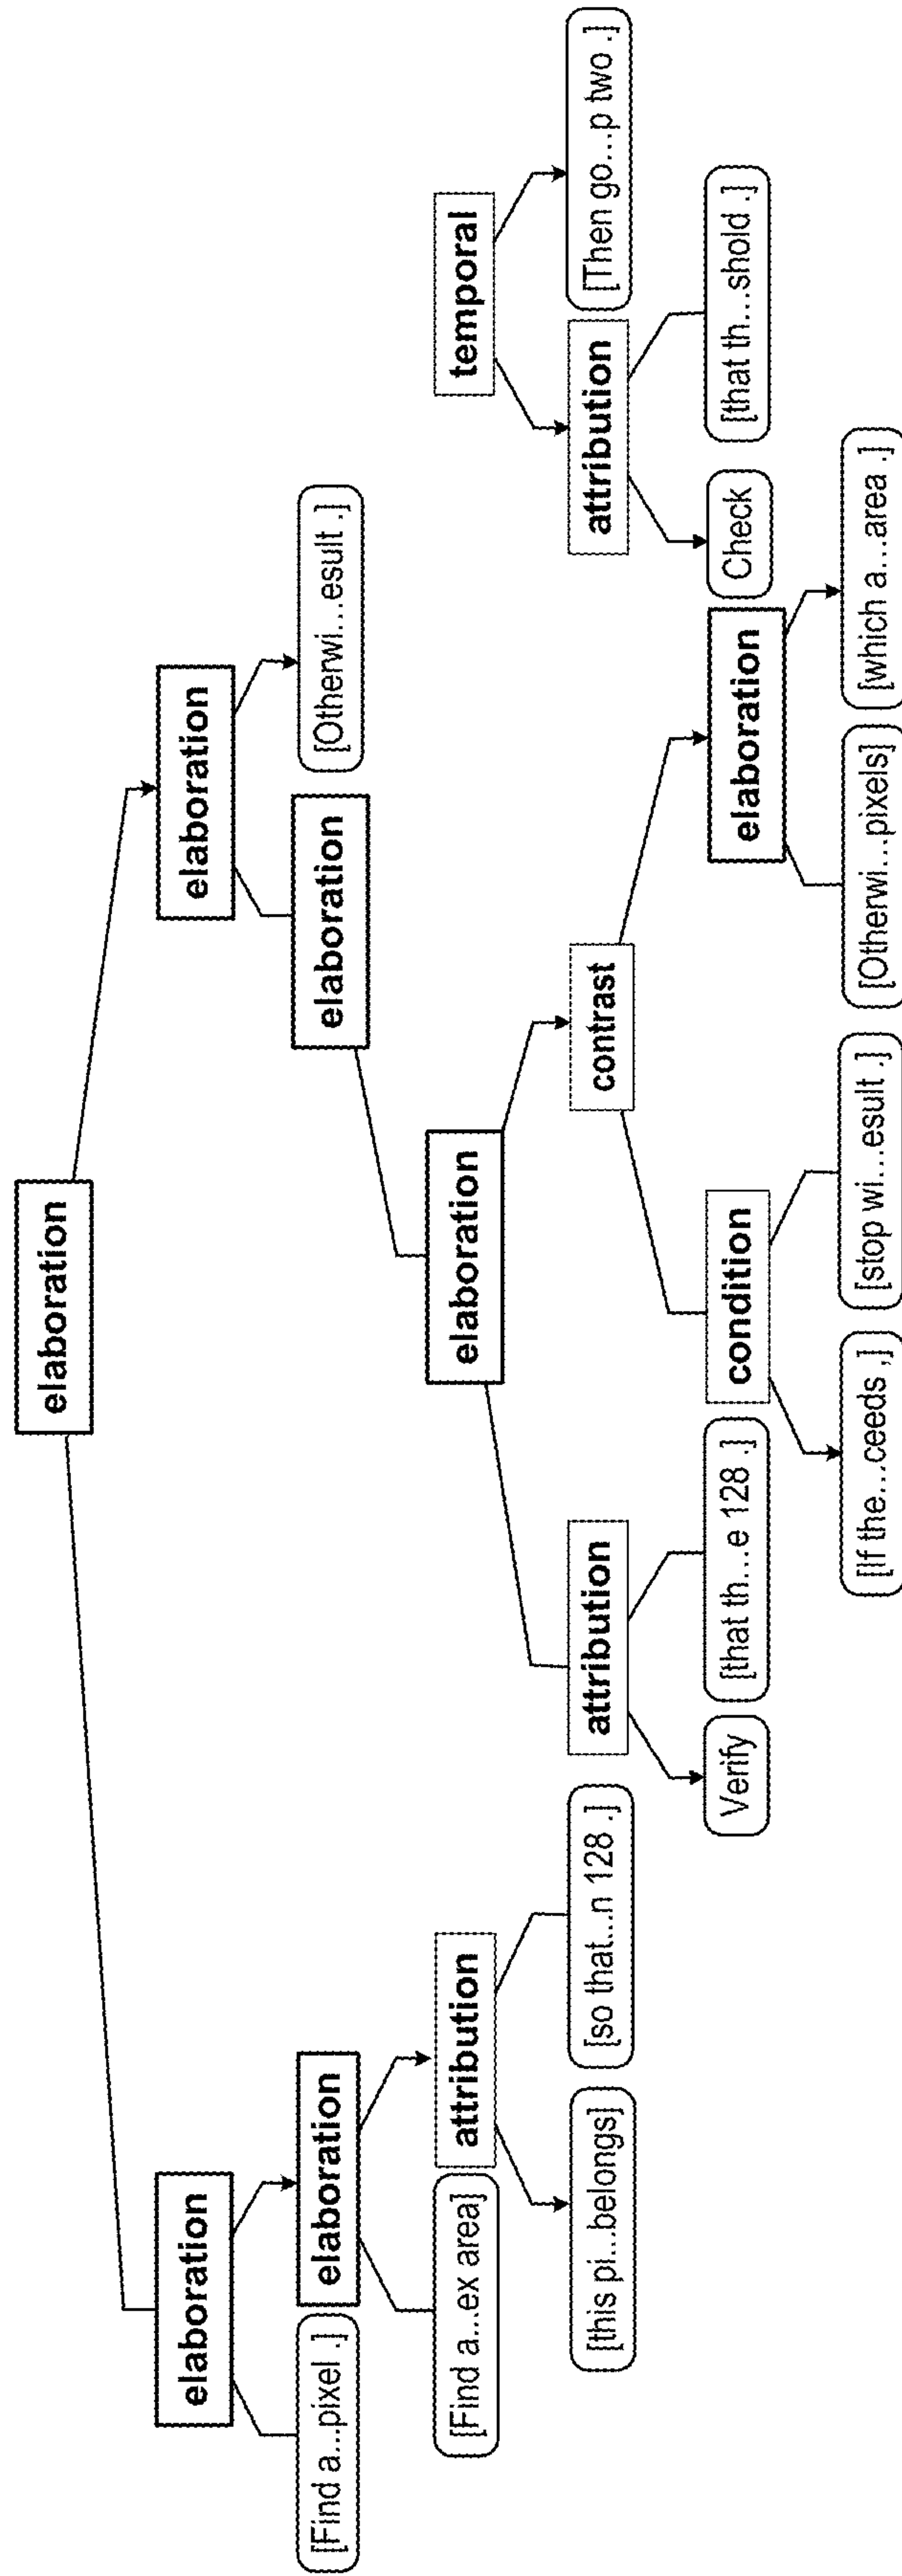 elaboration
elaboration
elaboration
[Find a...pixel .]
elaboration
elaboration
[Otherwi...esult .]
[Find a...ex area]
attribution
elaboration
temporal
[this pi...belongs]
[so that...n 128 .]
attribution
contrast
attribution
[Then go...p two .]
Verify
[that th...e 128 .]
condition
elaboration
Check
[that th...shold .]
[If the...ceeds ,]
[stop wi...esult .]
[Otherwi...pixels]
[which a...area .]